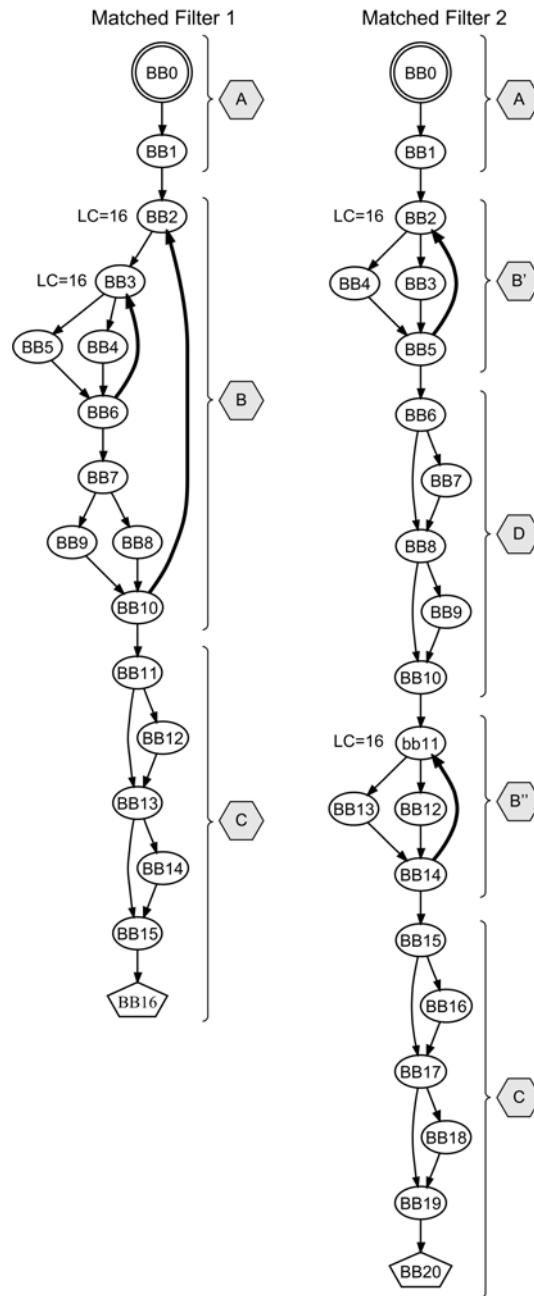 Matched Filter 1
BB0
A
BB1
LC=16 BB2
LC=16 BB3
BB5 BB4
B
BB6
BB7
BB9 BB8
BB10
BB11
BB12
BB13
C
BB14
BB15
BB16
Matched Filter 2
BB0
A
BB1
LC=16 BB2
B'
BB4 BB3
BB5
BB6
BB7
D
BB8
BB9
BB10
LC=16 bb11
B"
BB13 BB12
BB14
BB15
BB16
BB17
C
BB18
BB19
BB20